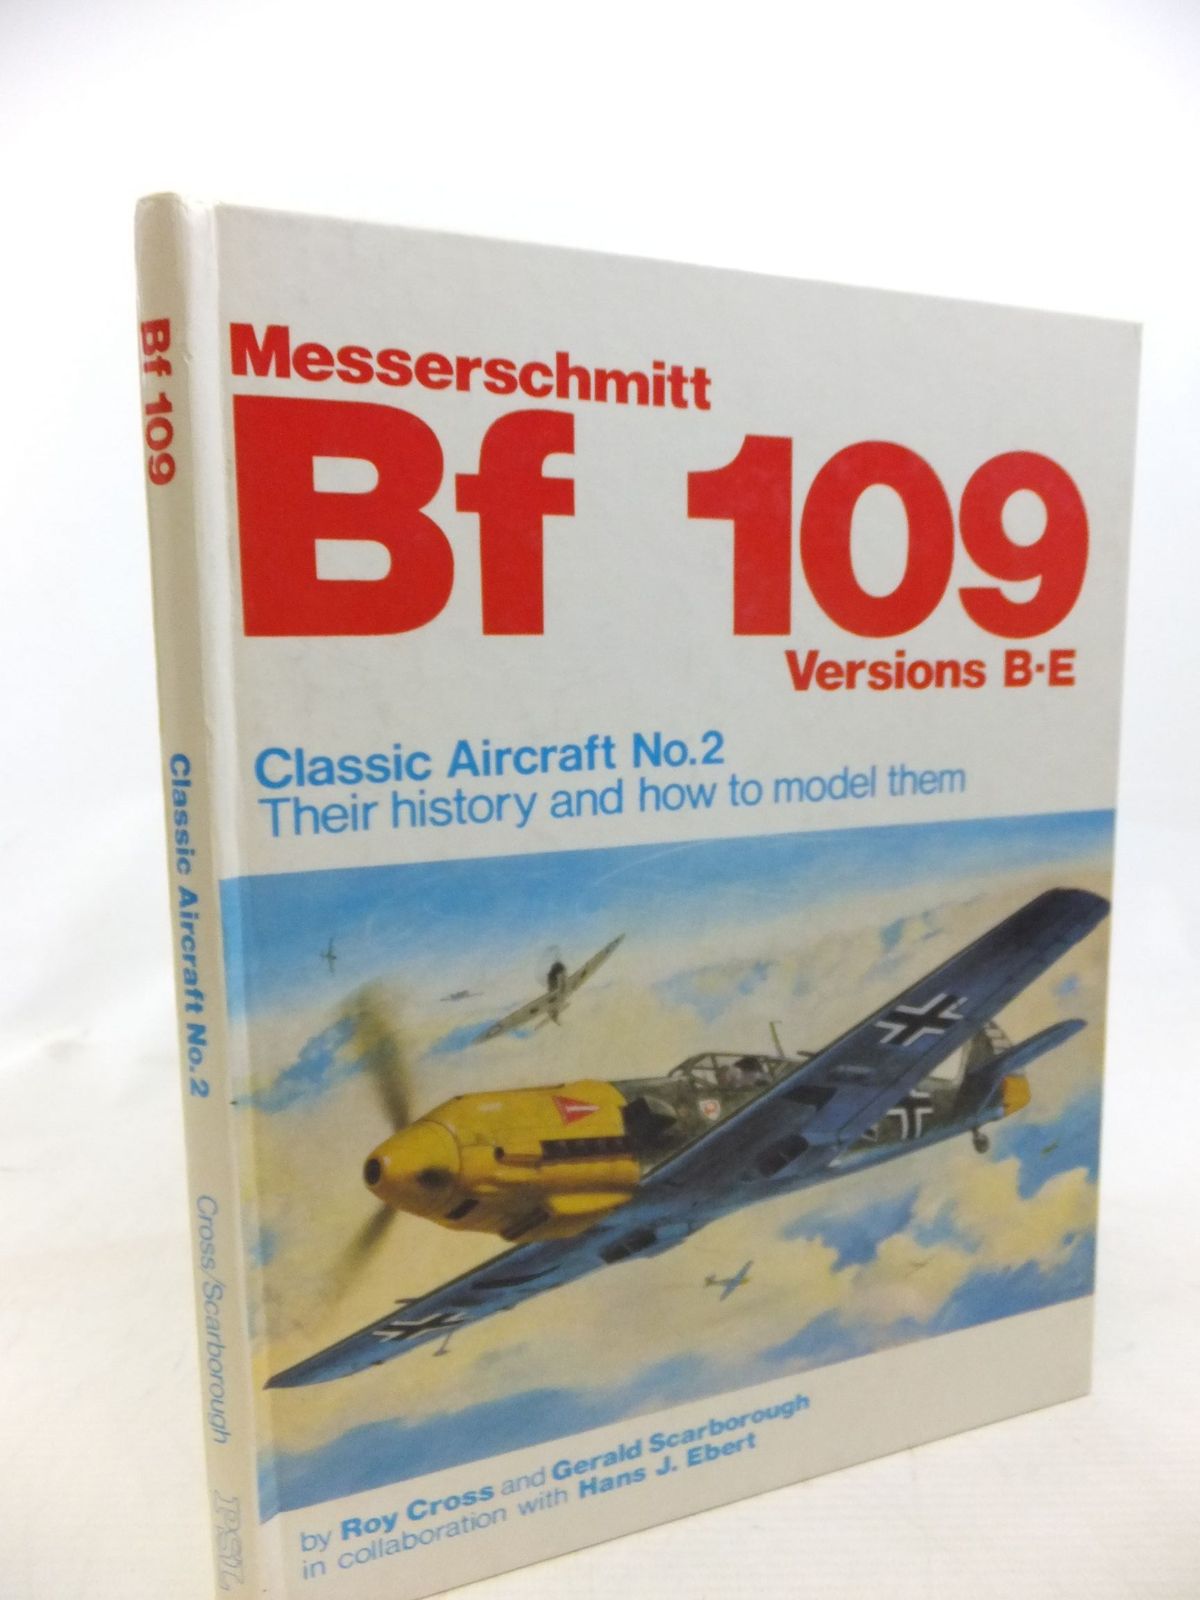 Messerschmitt
Bf 109
Versions B-E
Classic Aircraft No.2
Their history and how to model them
by Roy Cross and Gerald Scarborough
in collaboration with Hans J. Ebert
Bf 109
Classic Aircraft No.2
Cross/Scarborough
PSL